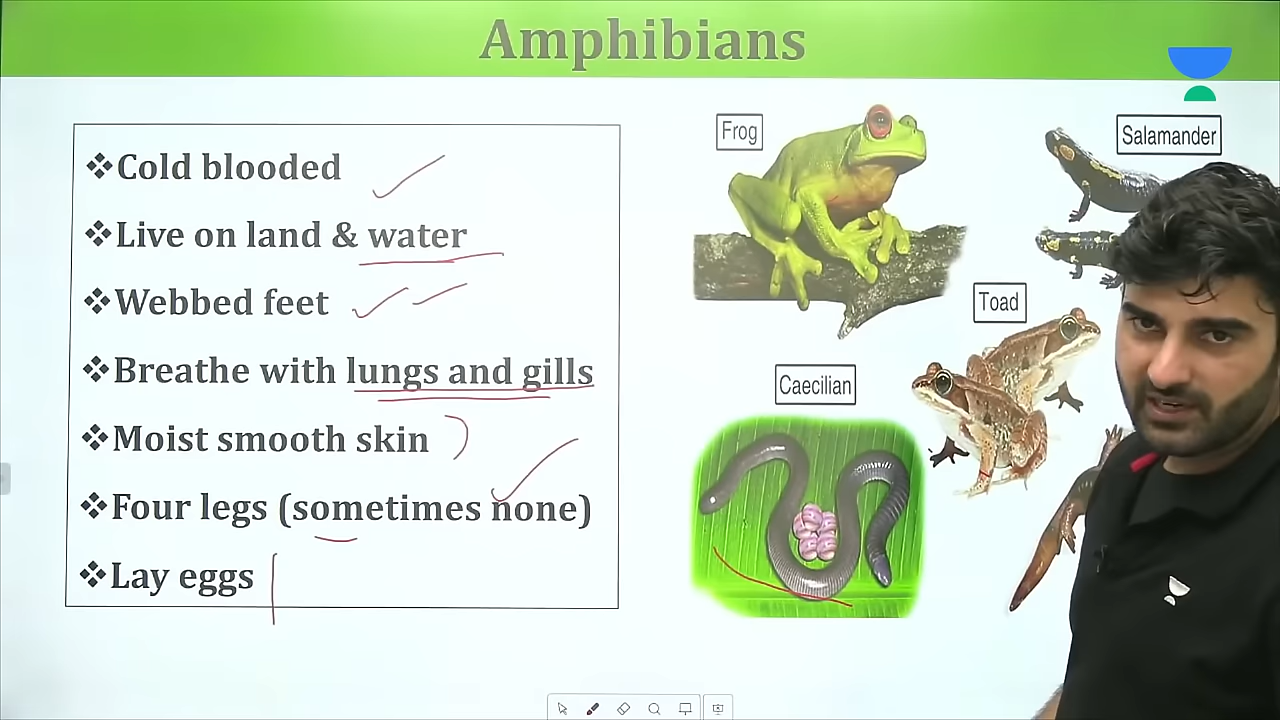 Amphibians
❖Cold blooded
❖Live on land & water
❖Webbed feet
❖Breathe with lungs and gills
❖Moist smooth skin
❖Four legs (sometimes none)
❖Lay eggs
Frog
Salamander
Toad
Caecilian